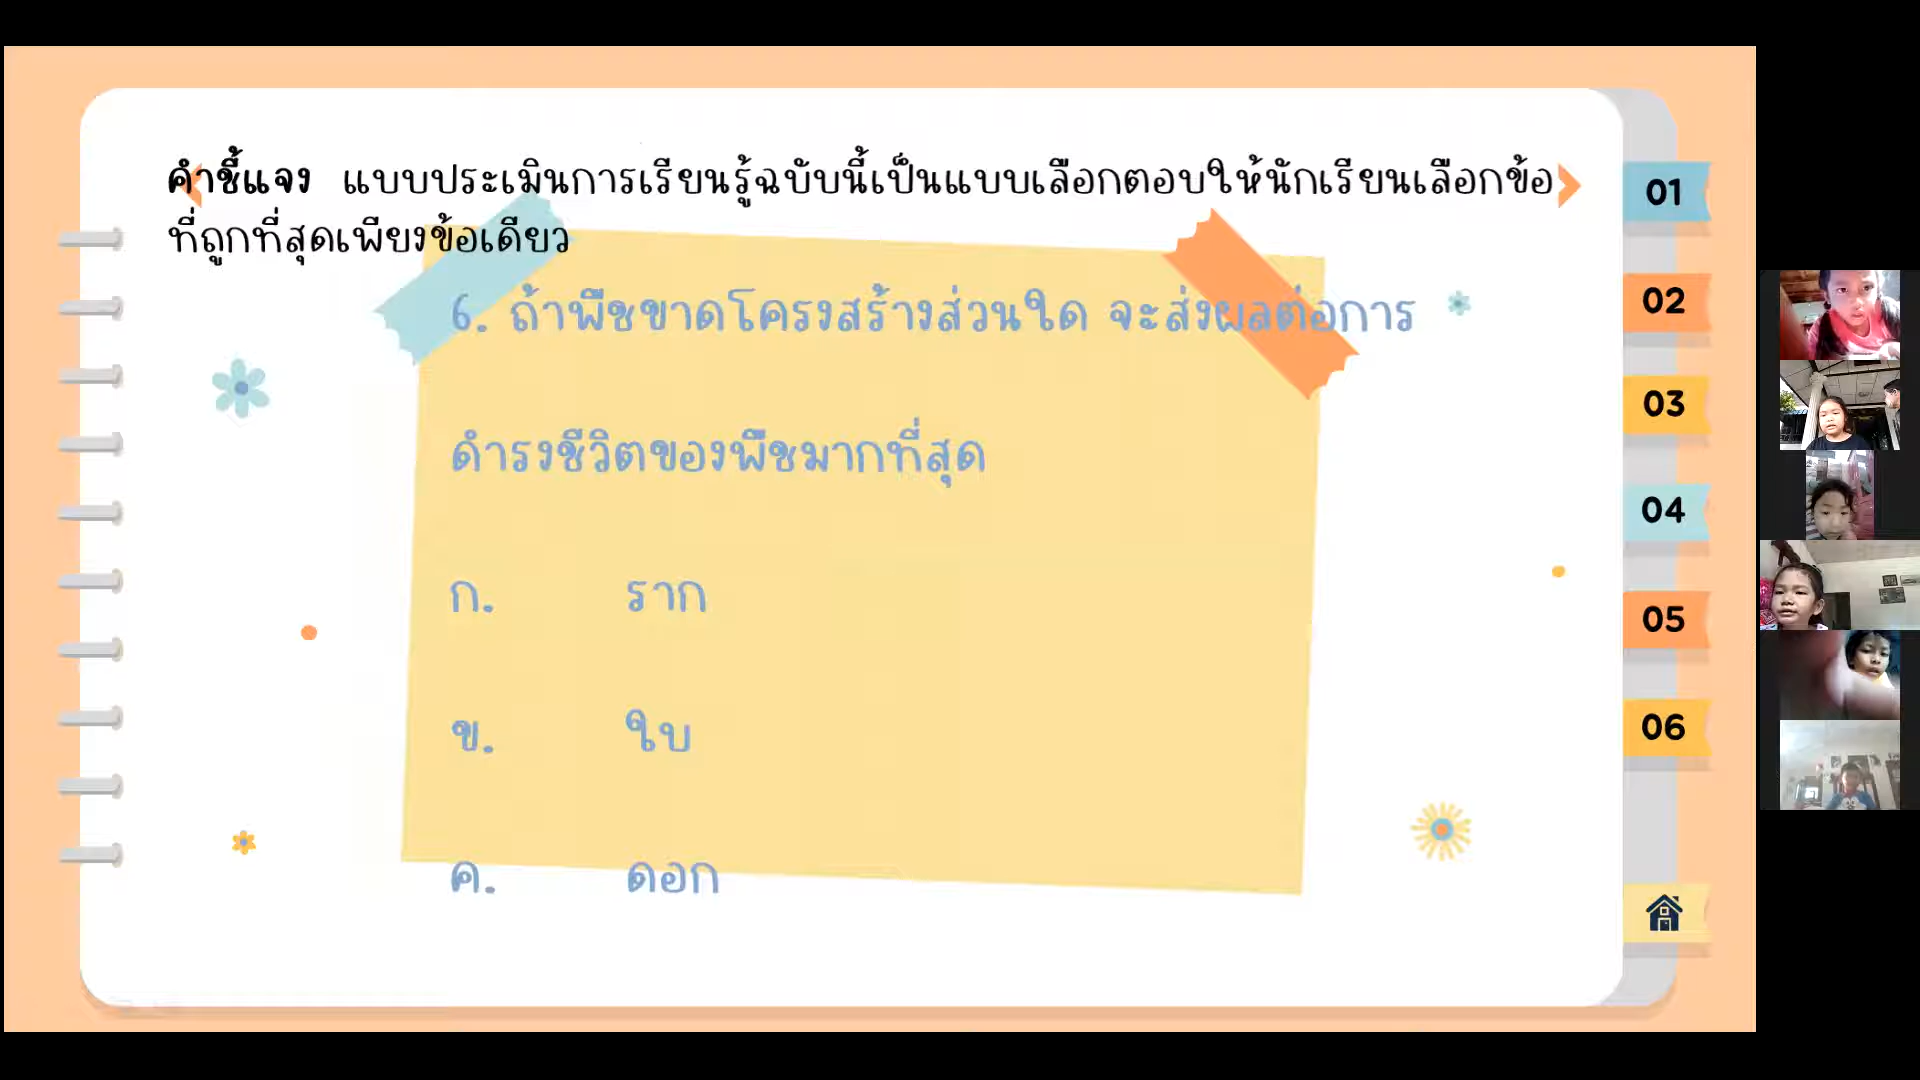 คำชี้แจง แบบประเมินการเรียนรู้ฉบับนี้เป็นแบบเลือกตอบให้นักเรียนเลือกข้อ
ที่ถูกที่สุดเพียงข้อเดียว
6. ถ้าพืชขาดโครงสร้างส่วนใด จะส่งผลต่อการ
ดำรงชีวิตของพืชมากที่สุด
ก. ราก
ข. ใบ
ค. ดอก
01
02
03
04
05
06